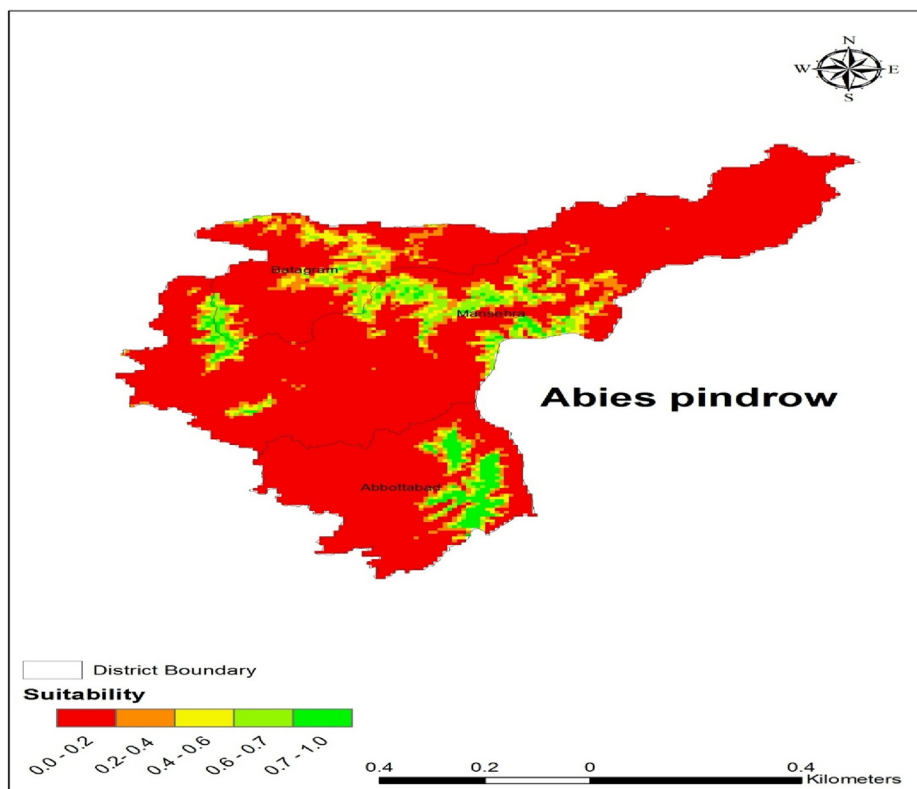 N
W E
S
Batagram
Mansehra
Abies pindrow
Abbottabad
District Boundary
Suitability
0.0 - 0.2
0.2- 0.4
0.4 - 0.6
0.6 - 0.7
0.7 - 1.0
0.4 0.2 0 0.4
Kilometers